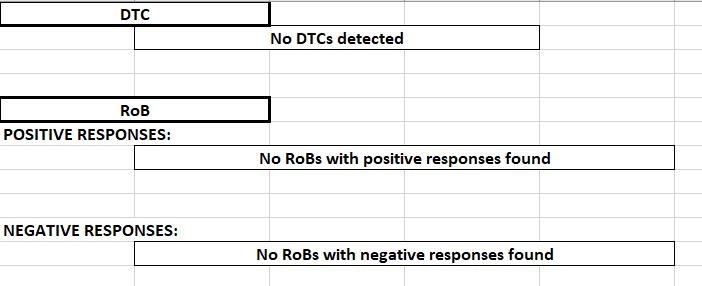 DTC
No DTCs detected
RoB
POSITIVE RESPONSES:
No RoBs with positive responses found
NEGATIVE RESPONSES:
No RoBs with negative responses found